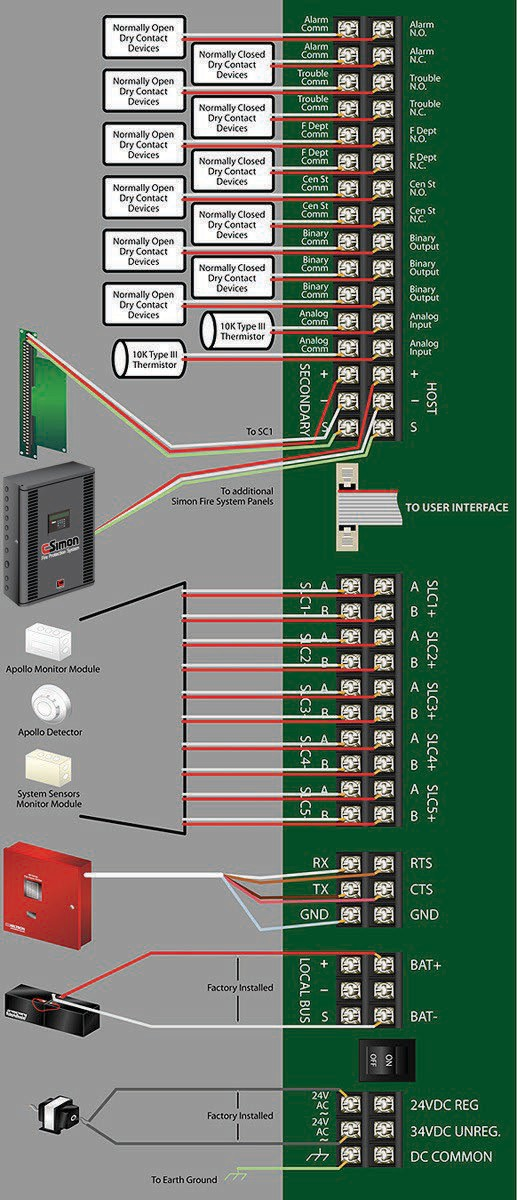 Normally Open
Dry Contact
Devices
Alarm
Comm
Alarm
N.O.
Normally Closed
Dry Contact
Devices
Alarm
Comm
Alarm
N.C.
Normally Open
Dry Contact
Devices
Trouble
Comm
Trouble
N.O.
Normally Closed
Dry Contact
Devices
Trouble
Comm
Trouble
N.C.
Normally Open
Dry Contact
Devices
F Dept
Comm
F Dept
N.O.
Normally Closed
Dry Contact
Devices
F Dept
Comm
F Dept
N.C.
Normally Open
Dry Contact
Devices
Cen St
Comm
Cen St
N.O.
Normally Closed
Dry Contact
Devices
Cen St
Comm
Cen St
N.C.
Normally Open
Dry Contact
Devices
Binary
Comm
Binary
Output
Normally Closed
Dry Contact
Devices
Binary
Comm
Binary
Output
Normally Open
Dry Contact
Devices
Binary
Comm
Binary
Output
10K Type III
Thermistor
Analog
Comm
Analog
Input
10K Type III
Thermistor
Analog
Comm
Analog
Input
SECONDARY
+
+
HOST
–
–
S
S
To SC1
To additional
Simon Fire System Panels
TO USER INTERFACE
eSimon
Fire Protection System
SLC1-
A
A
SLC1+
B
B
SLC2-
A
A
SLC2+
B
B
SLC3-
A
A
SLC3+
B
B
SLC4-
A
A
SLC4+
B
B
SLC5-
A
A
SLC5+
B
B
Apollo Monitor Module
Apollo Detector
System Sensors
Monitor Module
RX
RTS
TX
CTS
GND
GND
LOCAL BUS
+
BAT+
–
S
BAT-
Factory Installed
ON
OFF
24V
AC
~
24VDC REG
24V
AC
~
34VDC UNREG.
DC COMMON
Factory Installed
To Earth Ground